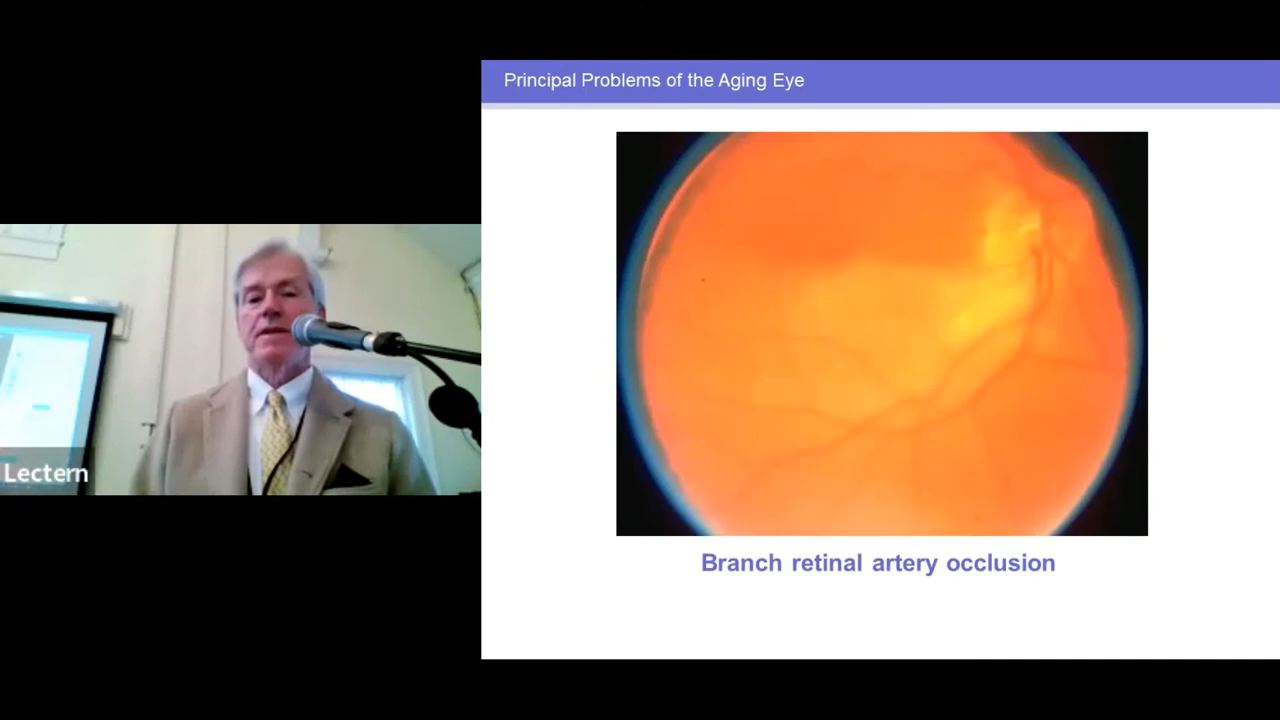 Principal Problems of the Aging Eye
Branch retinal artery occlusion
Lectern